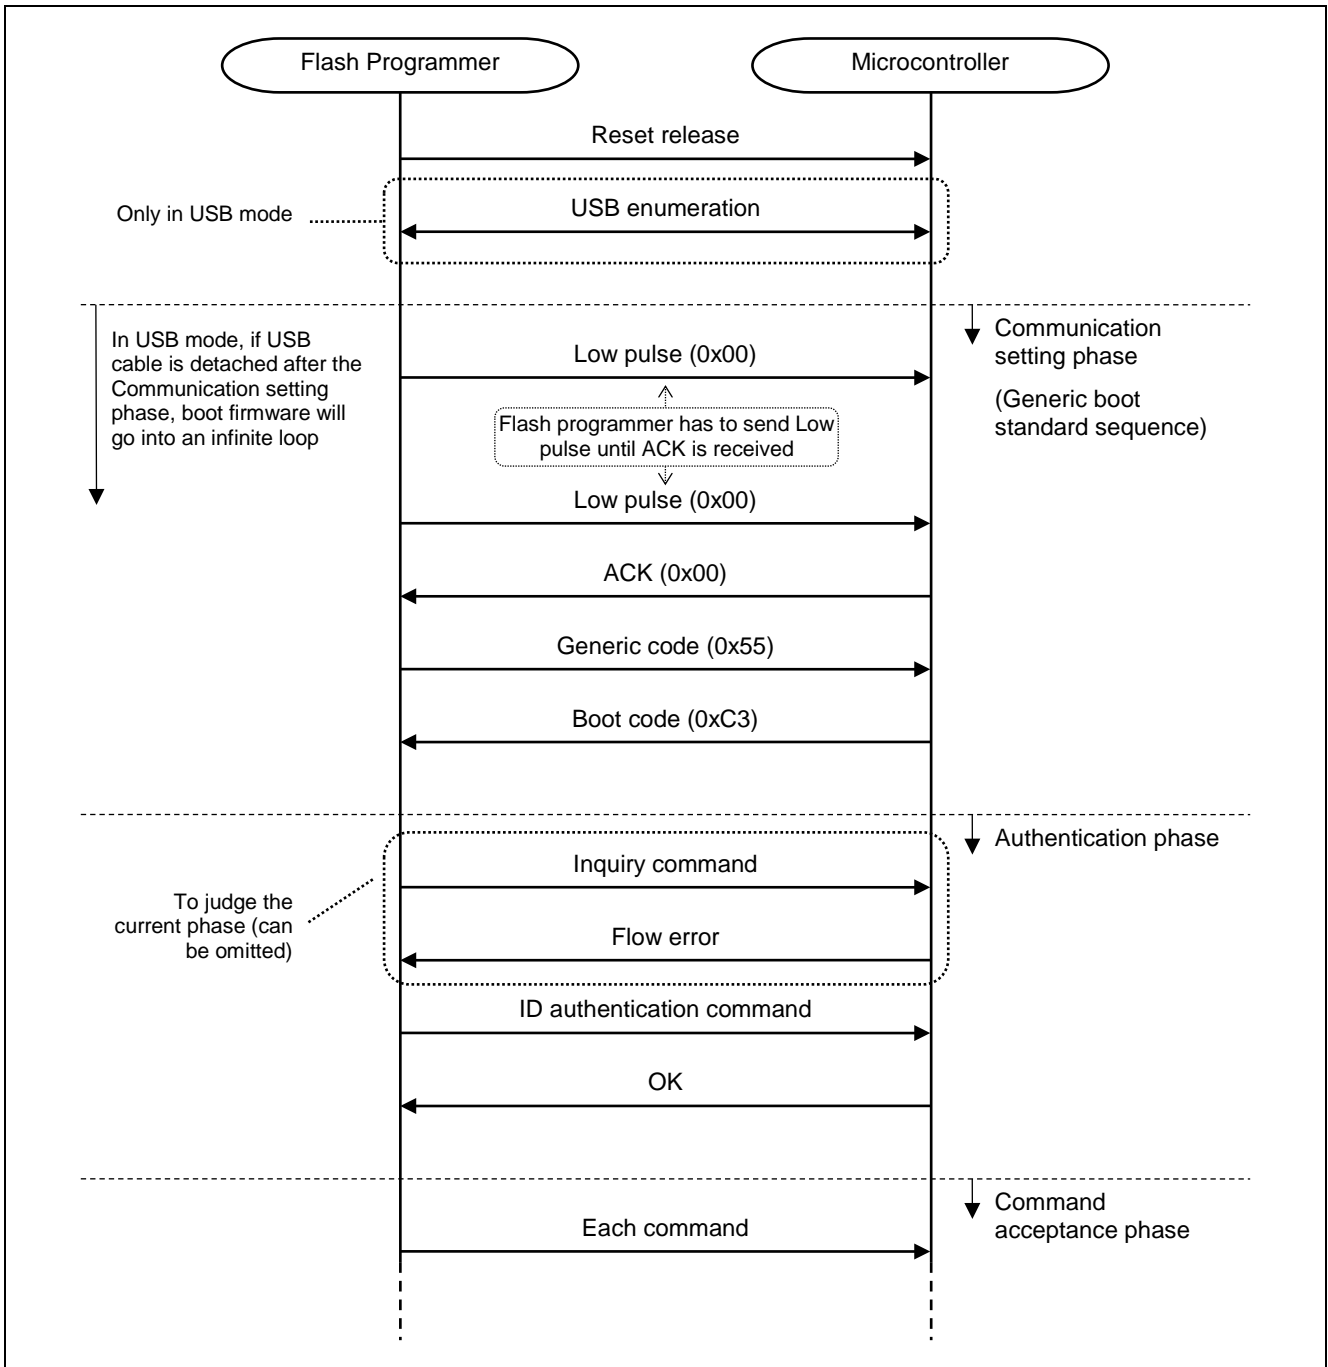 Flash Programmer
Microcontroller
Reset release
Only in USB mode
USB enumeration
In USB mode, if USB
cable is detached after the
Communication setting
phase, boot firmware will
go into an infinite loop
Communication
setting phase
(Generic boot
standard sequence)
Low pulse (0x00)
Flash programmer has to send Low
pulse until ACK is received
Low pulse (0x00)
ACK (0x00)
Generic code (0x55)
Boot code (0xC3)
Authentication phase
Inquiry command
To judge the
current phase (can
be omitted)
Flow error
ID authentication command
OK
Command
acceptance phase
Each command